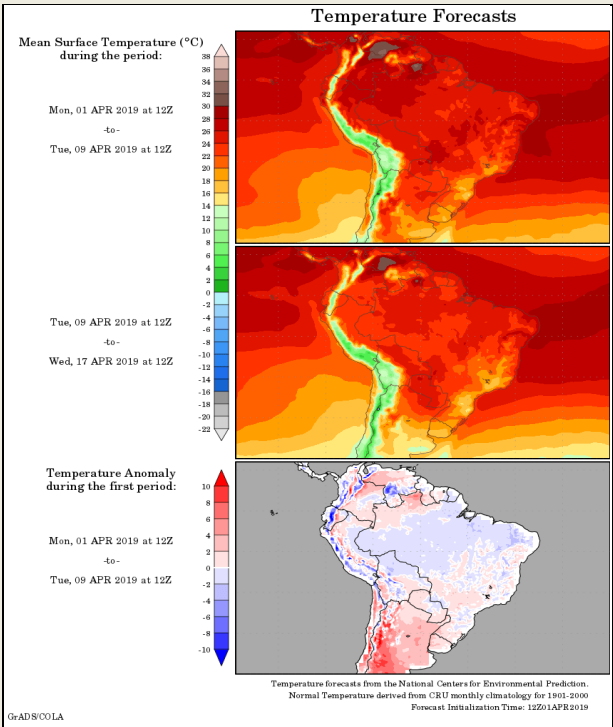 Temperature Forecasts
Mean Surface Temperature (°C)
during the period:
Mon, 01 APR 2019 at 12Z
-to-
Tue, 09 APR 2019 at 12Z
38
36
34
32
30
28
26
24
22
20
18
16
14
12
10
8
6
4
2
0
-2
-4
-6
-8
-10
-12
-14
-16
-18
-20
-22
Tue, 09 APR 2019 at 12Z
-to-
Wed, 17 APR 2019 at 12Z
Temperature Anomaly
during the first period:
Mon, 01 APR 2019 at 12Z
-to-
Tue, 09 APR 2019 at 12Z
10
8
6
4
2
0
-2
-4
-6
-8
-10
Temperature forecasts from the National Centers for Environmental Prediction.
Normal Temperature derived from CRU monthly climatology for 1901-2000
Forecast Initialization Time: 12Z01APR2019
GrADS/COLA